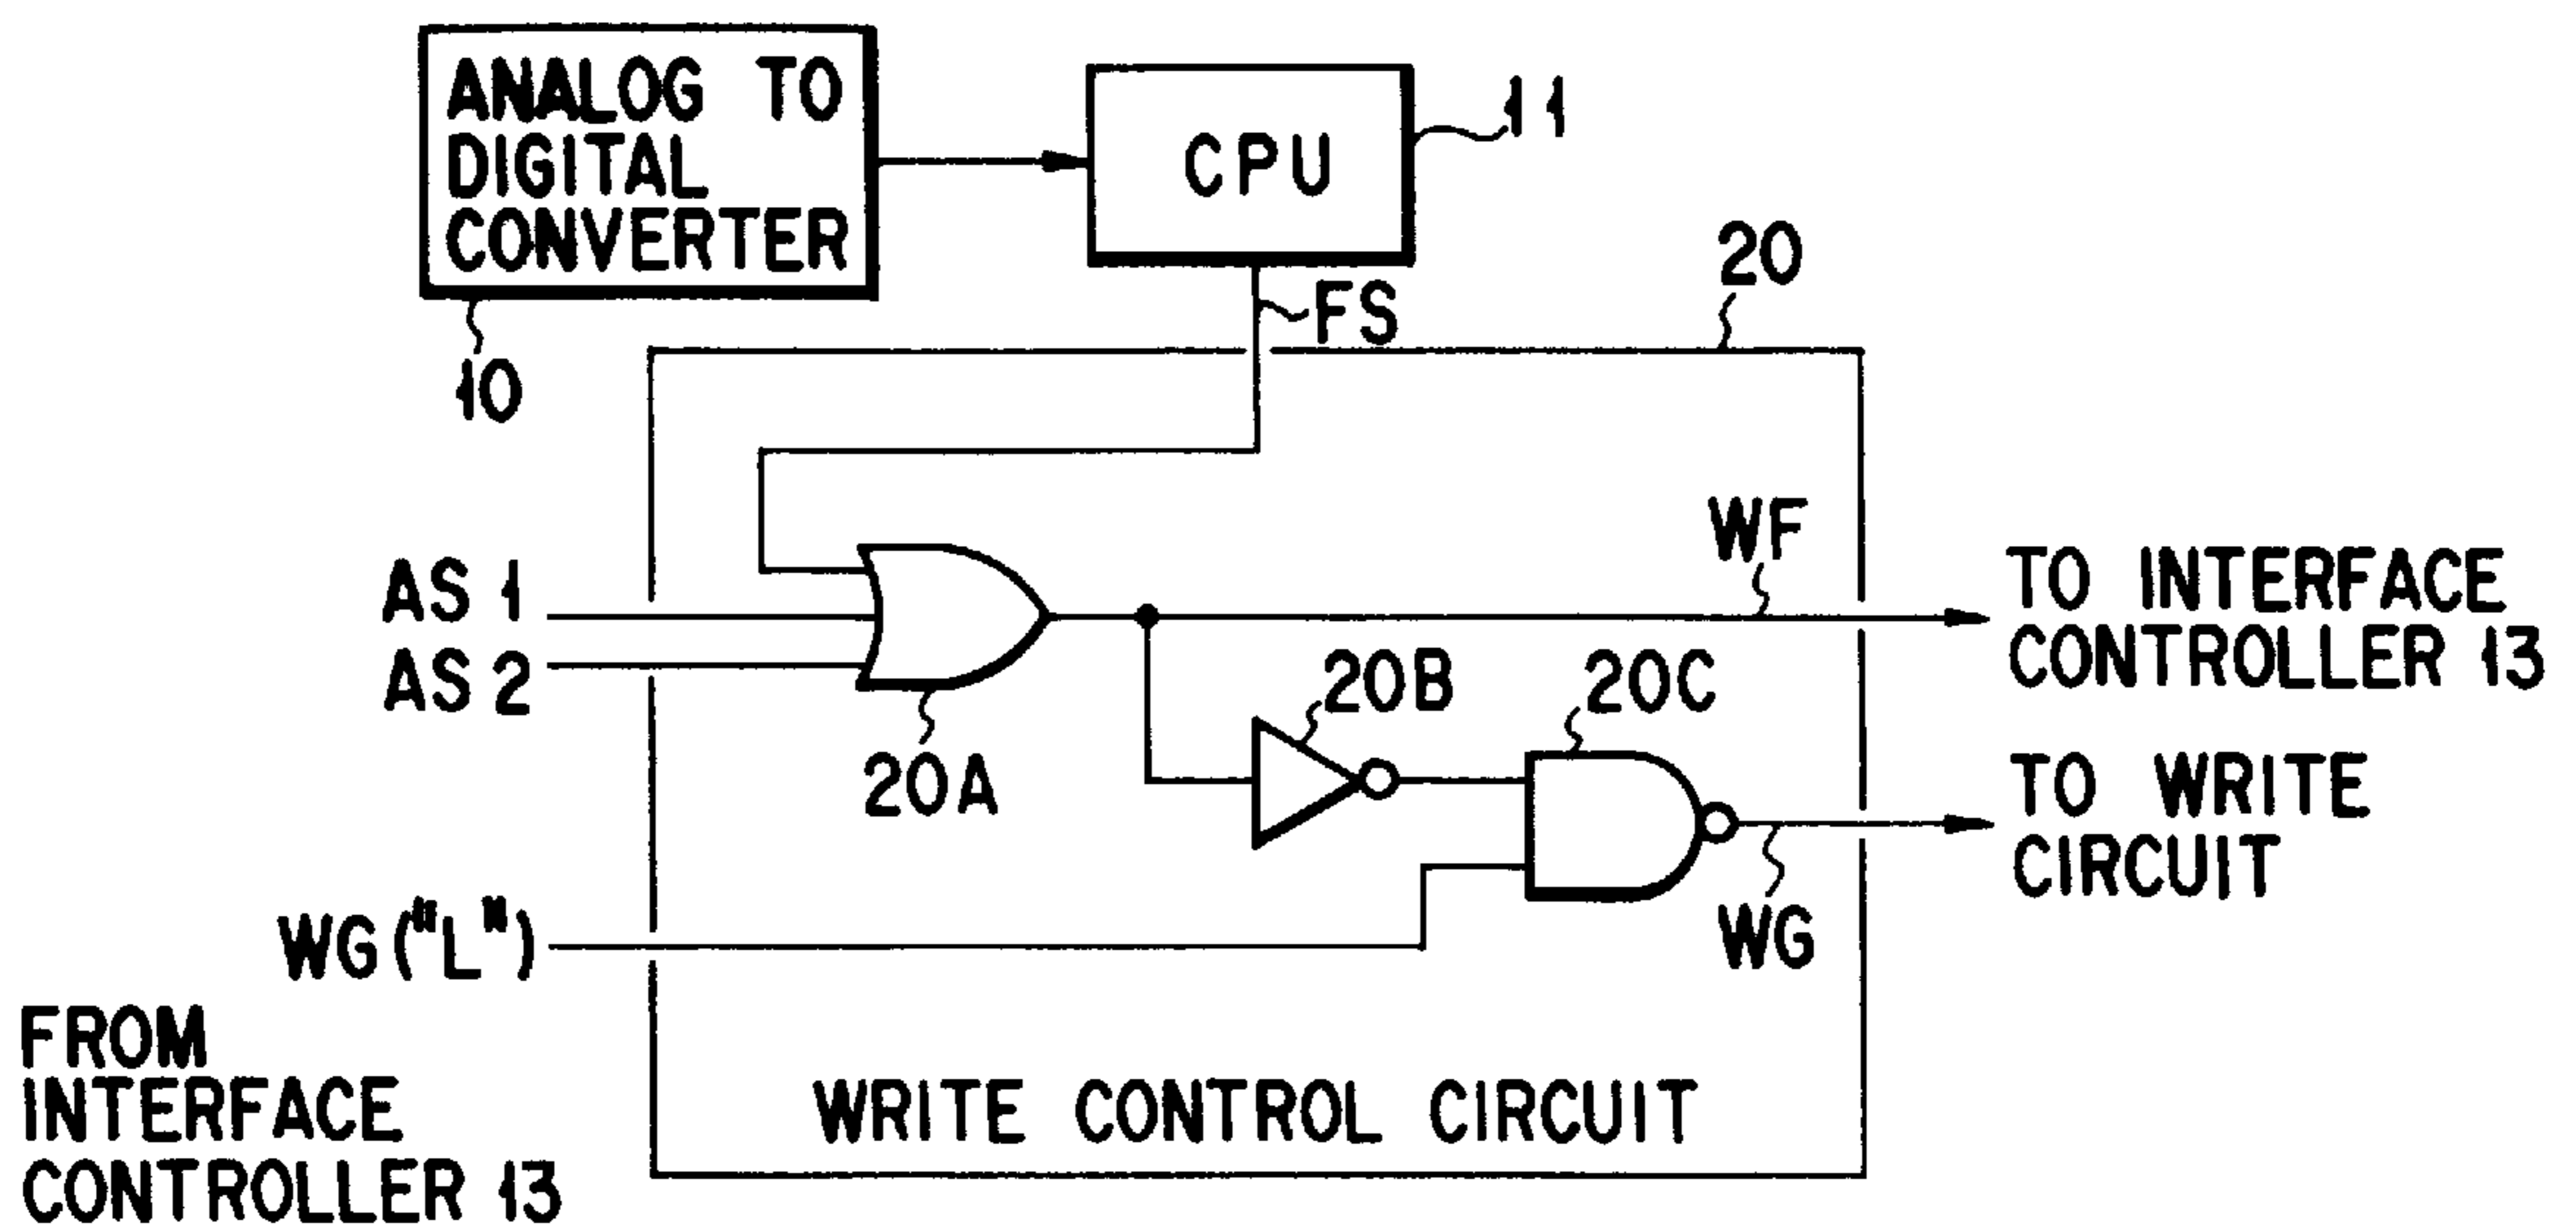 ANALOG TO
DIGITAL
CONVERTER
10
CPU
11
FS
20
AS 1
AS 2
20A
WF
TO INTERFACE
CONTROLLER 13
20B
20C
TO WRITE
CIRCUIT
WG
WG("L")
FROM
INTERFACE
CONTROLLER 13
WRITE CONTROL CIRCUIT